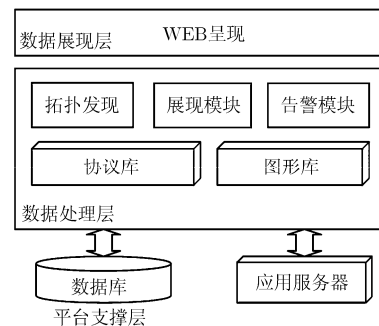 WEB呈现
数据展现层
拓扑发现
展现模块
告警模块
协议库
图形库
数据处理层
数据库
应用服务器
平台支撑层